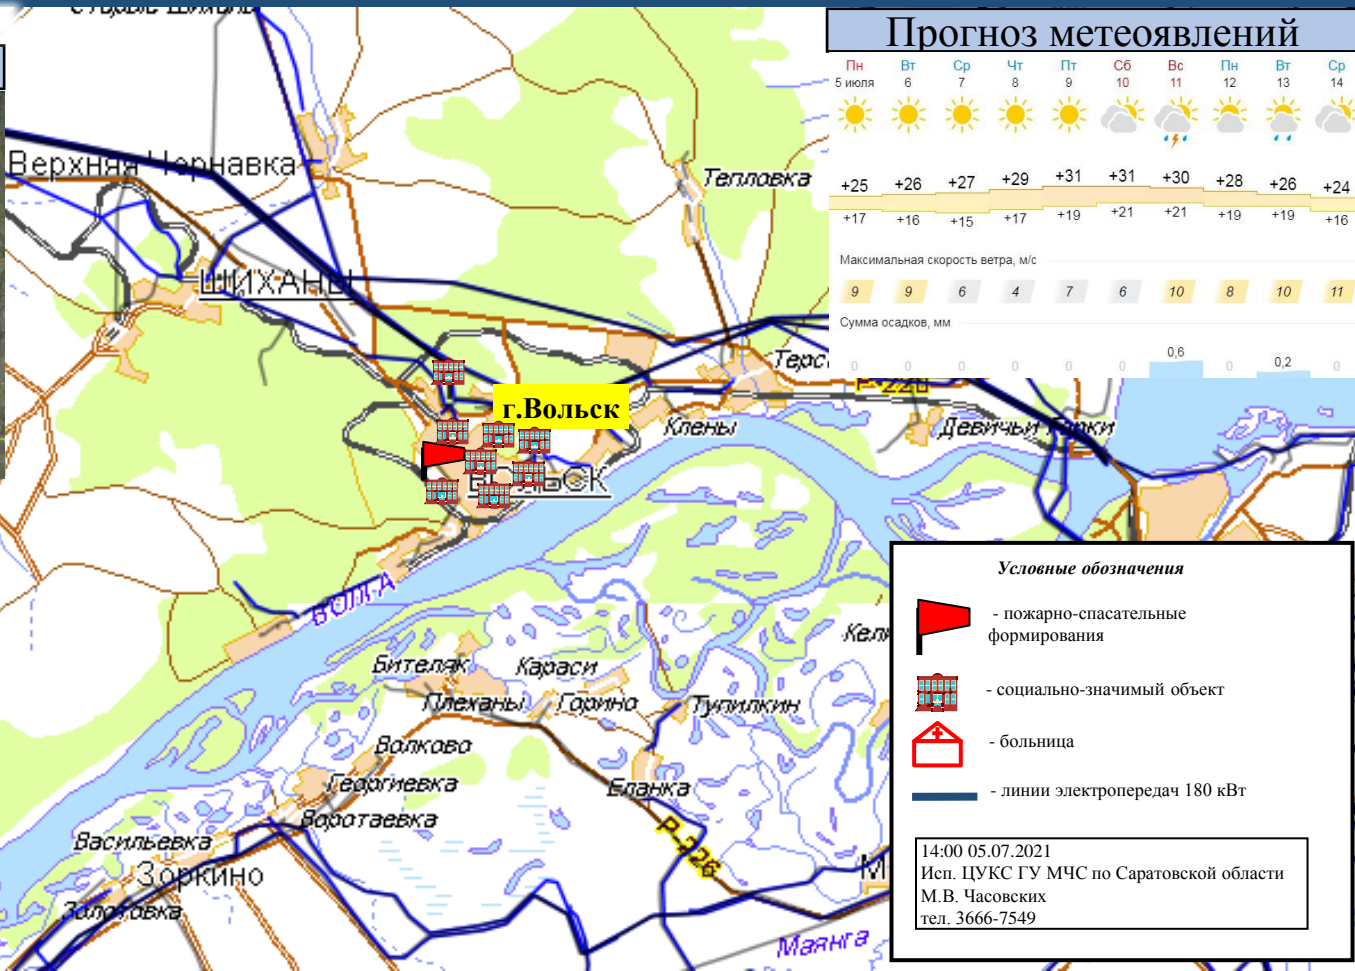 Старые Шиханы
Прогноз метеоявлений
Пн Вт Ср Чт Пт Сб Вс Пн Вт Ср
5 июля 6 7 8 9 10 11 12 13 14
+25 +26 +27 +29 +31 +31 +30 +28 +26 +24
+17 +16 +15 +17 +19 +21 +21 +19 +19 +16
Максимальная скорость ветра, м/с
9 9 6 4 7 6 10 8 10 11
Сумма осадков, мм
0 0 0 0 0 0 0,6 0 0,2 0
Верхняя Чернавка
Тепловка
ШИХАНЫ
Терс
Р-226
г.Вольск
Клены
Девичьи Горки
ВОЛЬСК
ВОЛГА
Бителяк
Караси
Плеханы
Горино
Тупилкин
Волково
Георгиевка
Еланка
Воротаевка
Васильевка
Зоркино
Золотовка
Р-226
Маянга
Условные обозначения
- пожарно-спасательные
формирования
- социально-значимый объект
- больница
- линии электропередач 180 кВт
14:00 05.07.2021
Исп. ЦУКС ГУ МЧС по Саратовской области
М.В. Часовских
тел. 3666-7549